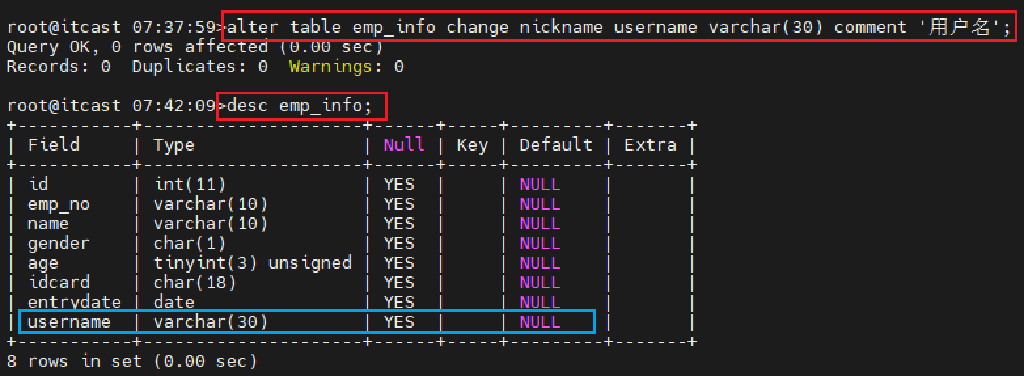 root@itcast 07:37:59>alter table emp_info change nickname username varchar(30) comment '用户名';
Query OK, 0 rows affected (0.00 sec)
Records: 0  Duplicates: 0  Warnings: 0
root@itcast 07:42:09>desc emp_info;
+-----------+---------------------+------+-----+---------+-------+
| Field     | Type                | Null | Key | Default | Extra |
+-----------+---------------------+------+-----+---------+-------+
| id        | int(11)             | YES  |     | NULL    |       |
| emp_no    | varchar(10)         | YES  |     | NULL    |       |
| name      | varchar(10)         | YES  |     | NULL    |       |
| gender    | char(1)             | YES  |     | NULL    |       |
| age       | tinyint(3) unsigned | YES  |     | NULL    |       |
| idcard    | char(18)            | YES  |     | NULL    |       |
| entrydate | date                | YES  |     | NULL    |       |
| username  | varchar(30)         | YES  |     | NULL    |       |
+-----------+---------------------+------+-----+---------+-------+
8 rows in set (0.00 sec)